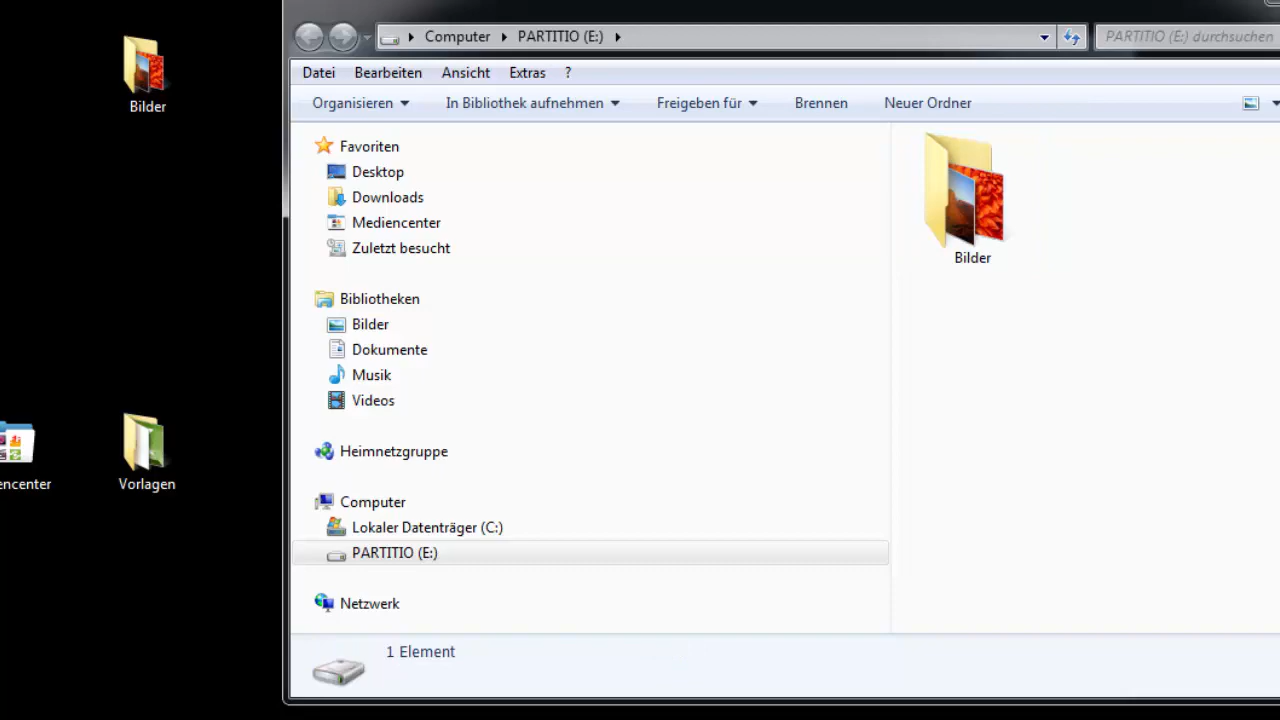 Bilder
encenter
Vorlagen
Computer PARTITIO (E:)
PARTITIO (E:) durchsuchen
Datei Bearbeiten Ansicht Extras ?
Organisieren In Bibliothek aufnehmen Freigeben für Brennen Neuer Ordner
Favoriten
Desktop
Downloads
Mediencenter
Zuletzt besucht
Bibliotheken
Bilder
Dokumente
Musik
Videos
Heimnetzgruppe
Computer
Lokaler Datenträger (C:)
PARTITIO (E:)
Netzwerk
Bilder
1 Element